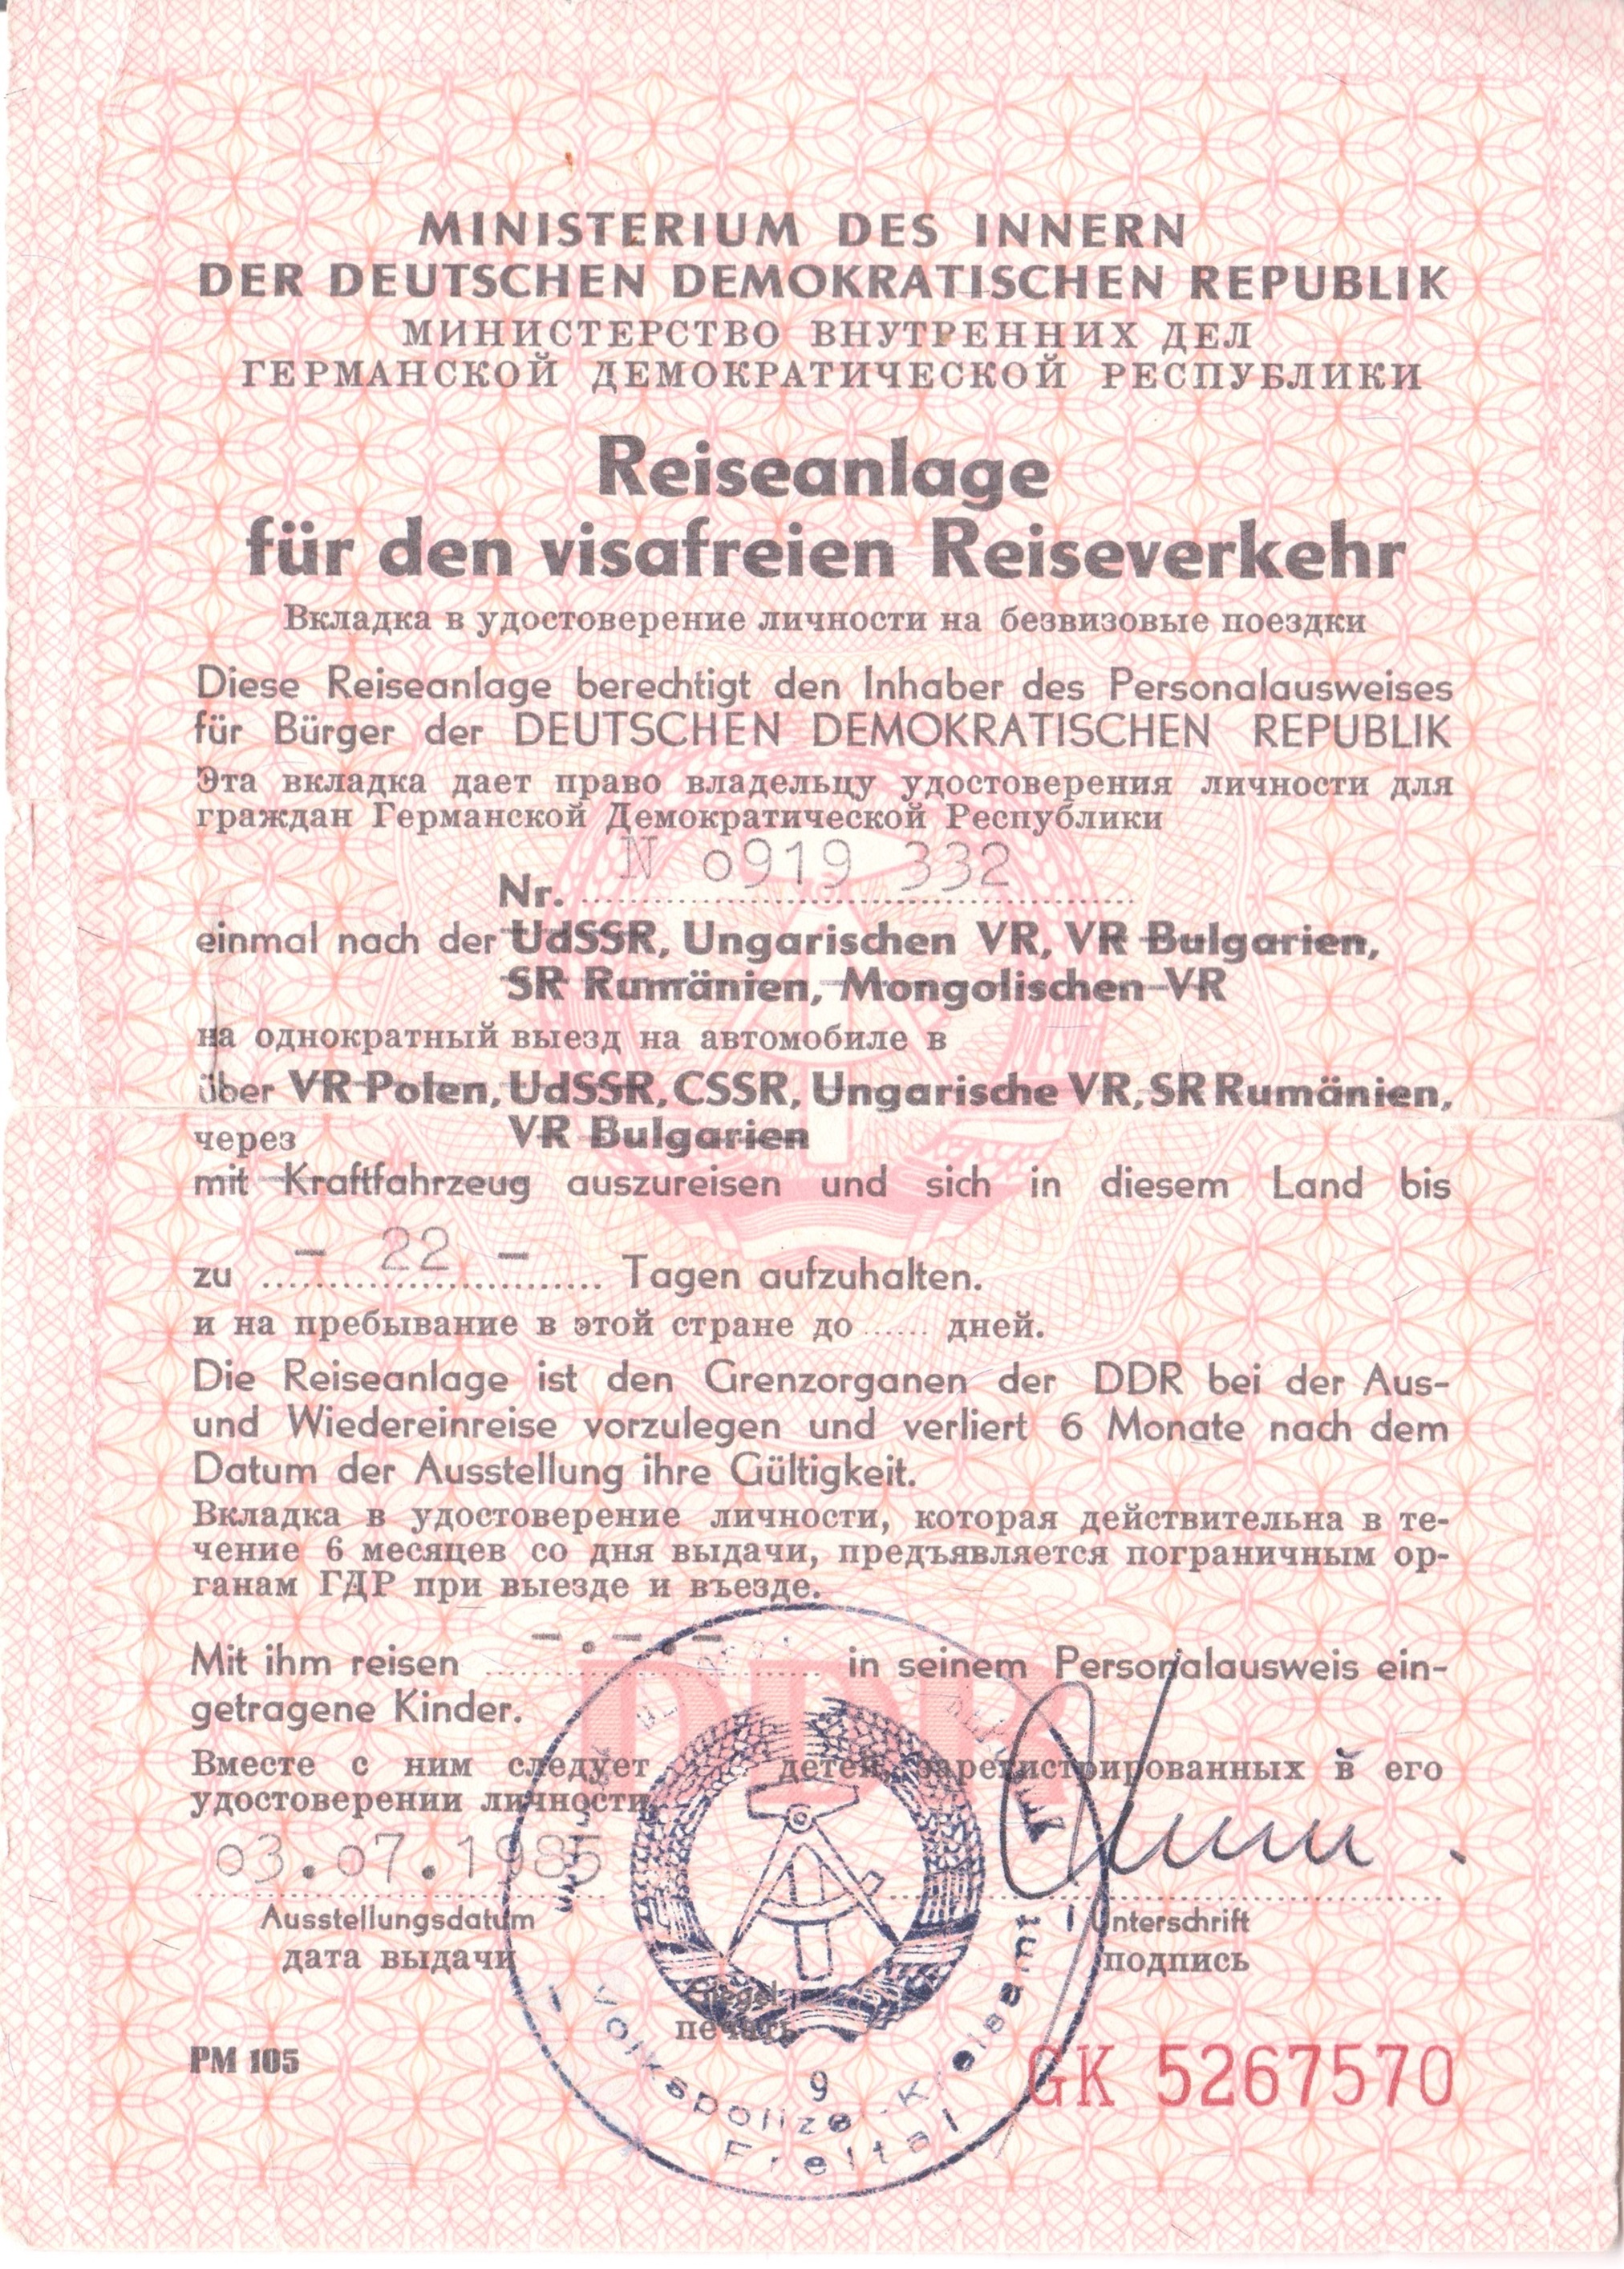 MINISTERIUM DES INNERN
DER DEUTSCHEN DEMOKRATISCHEN REPUBLIK
МИНИСТЕРСТВО ВНУТРЕННИХ ДЕЛ
ГЕРМАНСКОЙ ДЕМОКРАТИЧЕСКОЙ РЕСПУБЛИКИ
Reiseanlage
für den visafreien Reiseverkehr
Вкладка в удостоверение личности на безвизовые поездки
Diese Reiseanlage berechtigt den Inhaber des Personalausweises
für Bürger der DEUTSCHEN DEMOKRATISCHEN REPUBLIK
Эта вкладка дает право владельцу удостоверения личности для
граждан Германской Демократической Республики
Nr. N 0919 332
einmal nach der UdSSR, Ungarischen VR, VR Bulgarien,
SR Rumänien, Mongolischen VR
на однократный выезд на автомобиле в
über VR Polen, UdSSR, CSSR, Ungarische VR, SR Rumänien,
через VR Bulgarien
mit Kraftfahrzeug auszureisen und sich in diesem Land bis
zu - 22 - Tagen aufzuhalten.
и на пребывание в этой стране до ...... дней.
Die Reiseanlage ist den Grenzorganen der DDR bei der Aus-
und Wiedereinreise vorzulegen und verliert 6 Monate nach dem
Datum der Ausstellung ihre Gültigkeit.
Вкладка в удостоверение личности, которая действительна в те-
чение 6 месяцев со дня выдачи, предъявляется пограничным ор-
ганам ГДР при выезде и въезде.
Mit ihm reisen -.-.- in seinem Personalausweis ein-
getragene Kinder.
DDR
Вместе с ним следует детей, зарегистрированных в его
удостоверении личности.
03.07.1985
Ausstellungsdatum Unterschrift
дата выдачи подпись
Siegel
печать
PM 105
9
GK 5267570
Volkspolizei-Kreisamt
Freital